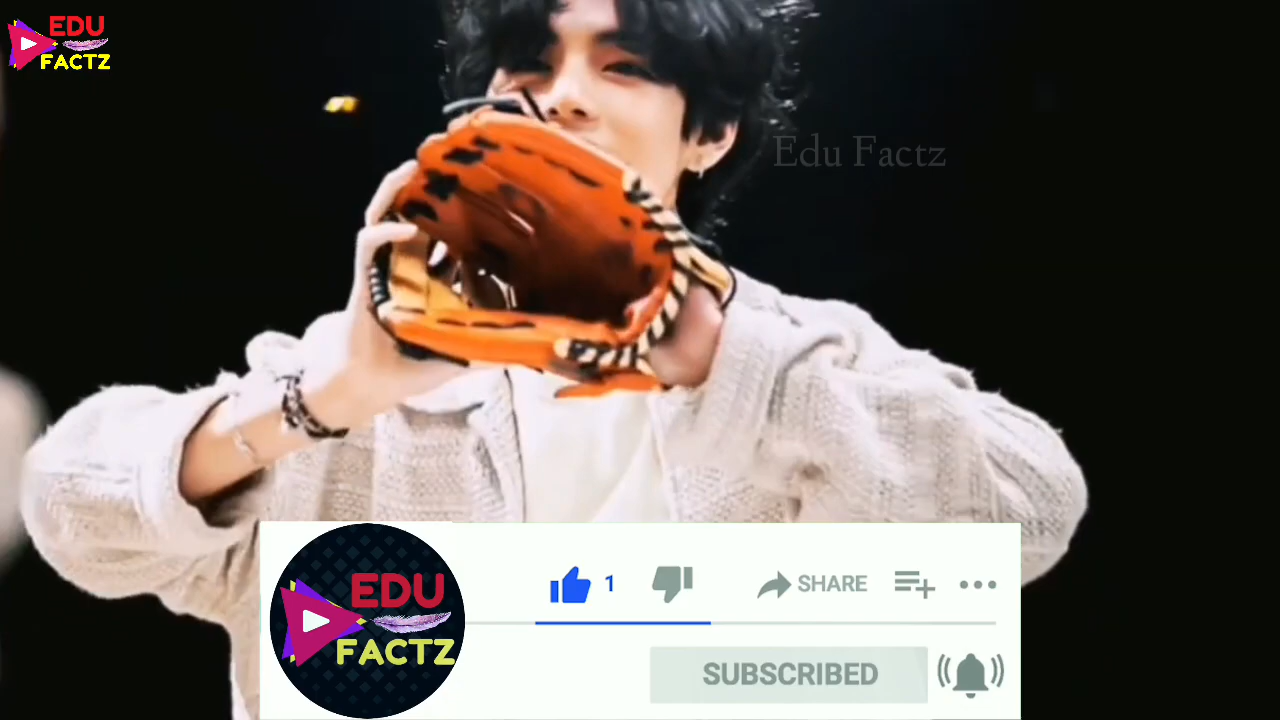 EDU
FACTZ
Edu Factz
EDU
FACTZ
1
SHARE
SUBSCRIBED